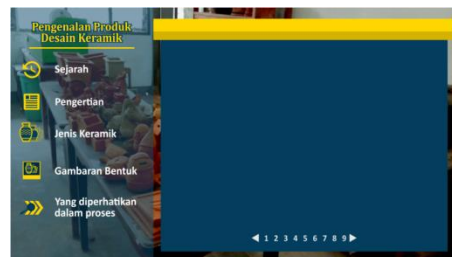 Pengenalan Produk
Desain Keramik
Sejarah
Pengertian
Jenis Keramik
Gambaran Bentuk
Yang diperhatikan
dalam proses
1 2 3 4 5 6 7 8 9